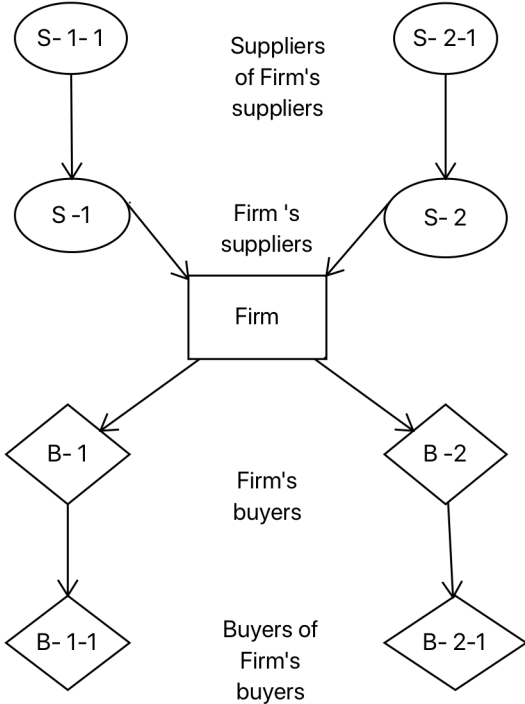 S- 1- 1
S- 2-1
Suppliers
of Firm's
suppliers
S -1
Firm 's
suppliers
S- 2
Firm
B- 1
B -2
Firm's
buyers
B- 1-1
Buyers of
Firm's
buyers
B- 2-1